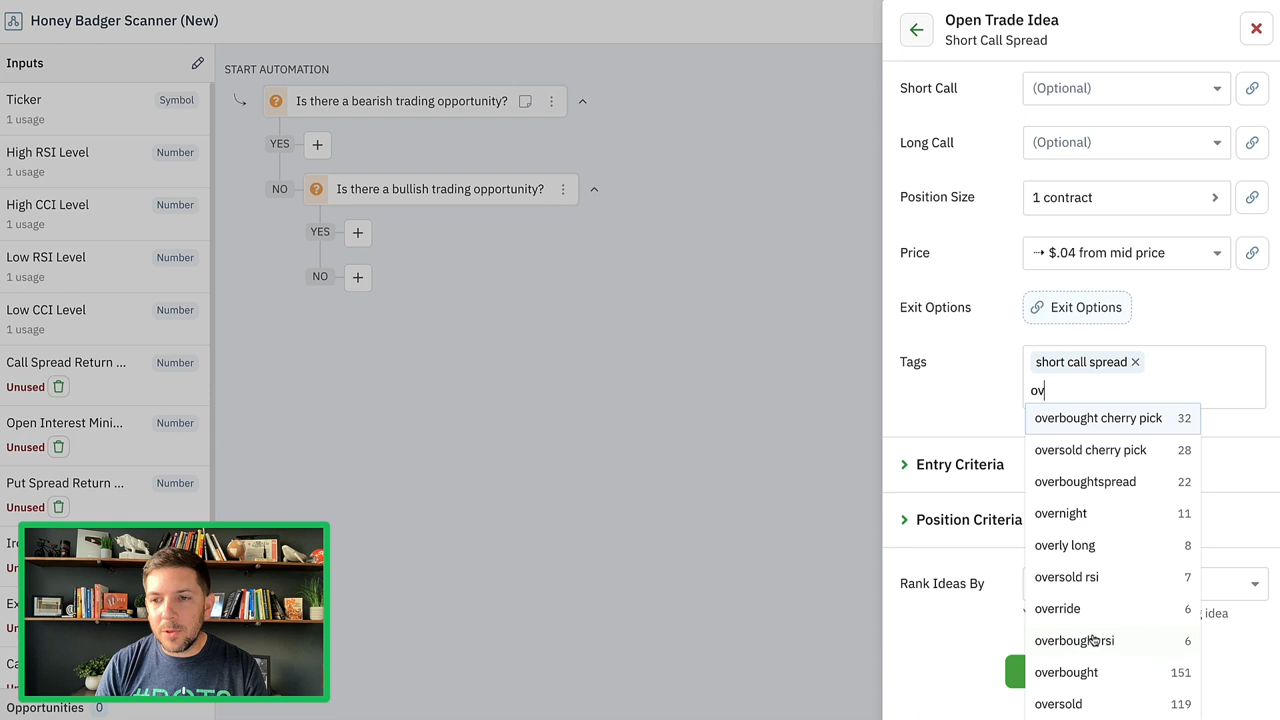 Honey Badger Scanner (New)
Inputs
Ticker
Symbol
1 usage
High RSI Level
Number
1 usage
High CCI Level
Number
1 usage
Low RSI Level
Number
1 usage
Low CCI Level
Number
1 usage
Call Spread Return ...
Number
Unused
Open Interest Mini...
Number
Unused
Put Spread Return ...
Number
Unused
Opportunities 0
START AUTOMATION
Is there a bearish trading opportunity?
YES
NO
Is there a bullish trading opportunity?
YES
NO
Open Trade Idea
Short Call Spread
Short Call
(Optional)
Long Call
(Optional)
Position Size
1 contract
Price
$.04 from mid price
Exit Options
Exit Options
Tags
short call spread
ov
overbought cherry pick 32
oversold cherry pick 28
overboughtspread 22
overnight 11
overly long 8
oversold rsi 7
override 6
overbought rsi 6
overbought 151
oversold 119
Entry Criteria
Position Criteria
Rank Ideas By
idea